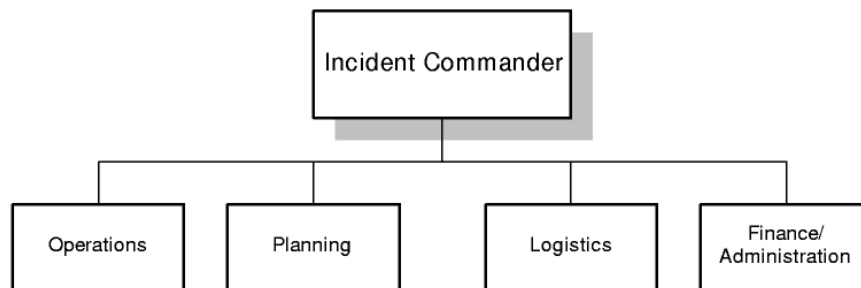 Incident Commander
Operations
Planning
Logistics
Finance/
Administration